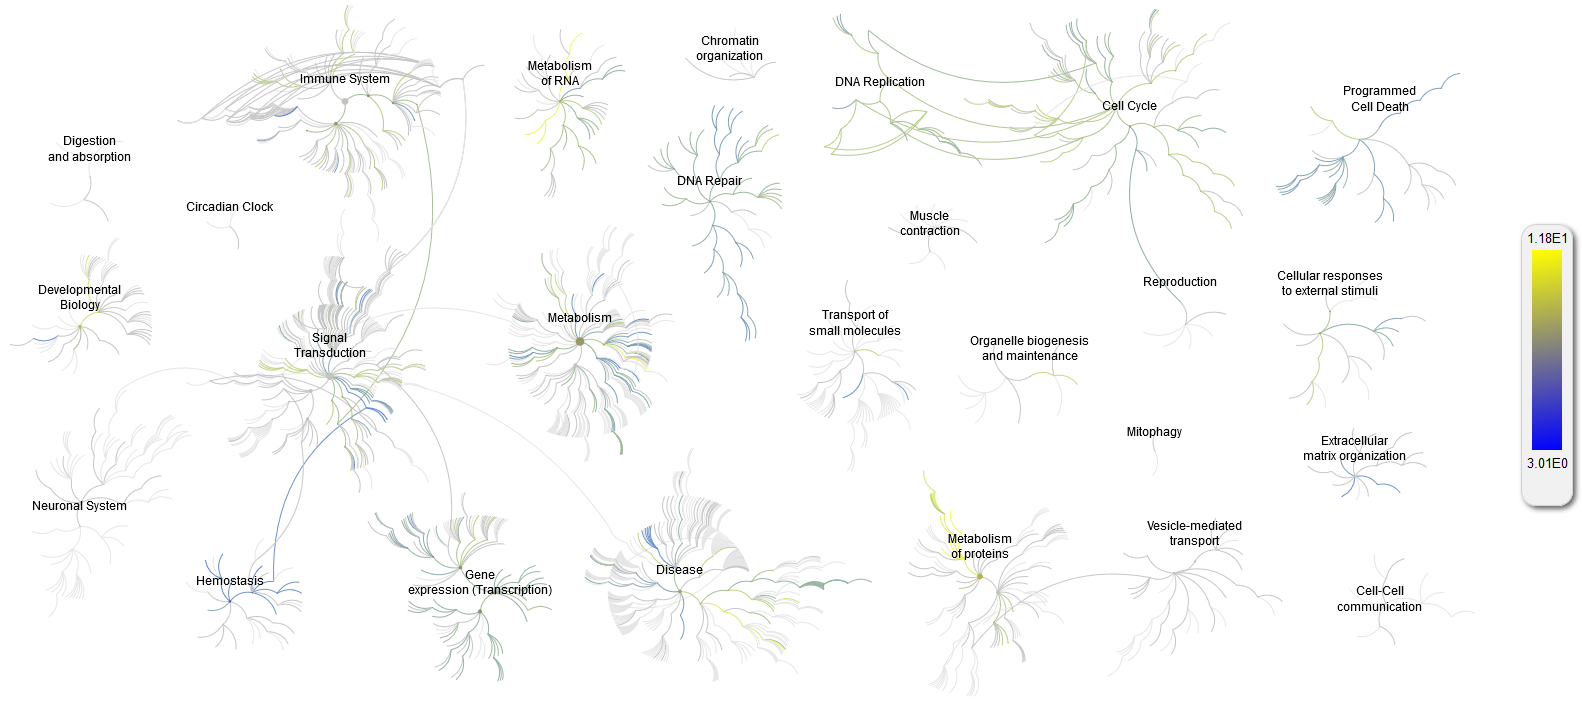 Immune System
Metabolism
of RNA
Chromatin
organization
DNA Replication
Cell Cycle
Programmed
Cell Death
Digestion
and absorption
DNA Repair
Circadian Clock
Muscle
contraction
1.18E1
3.01E0
Developmental
Biology
Signal
Transduction
Metabolism
Transport of
small molecules
Organelle biogenesis
and maintenance
Reproduction
Cellular responses
to external stimuli
Mitophagy
Extracellular
matrix organization
Neuronal System
Hemostasis
Gene
expression (Transcription)
Disease
Metabolism
of proteins
Vesicle-mediated
transport
Cell-Cell
communication